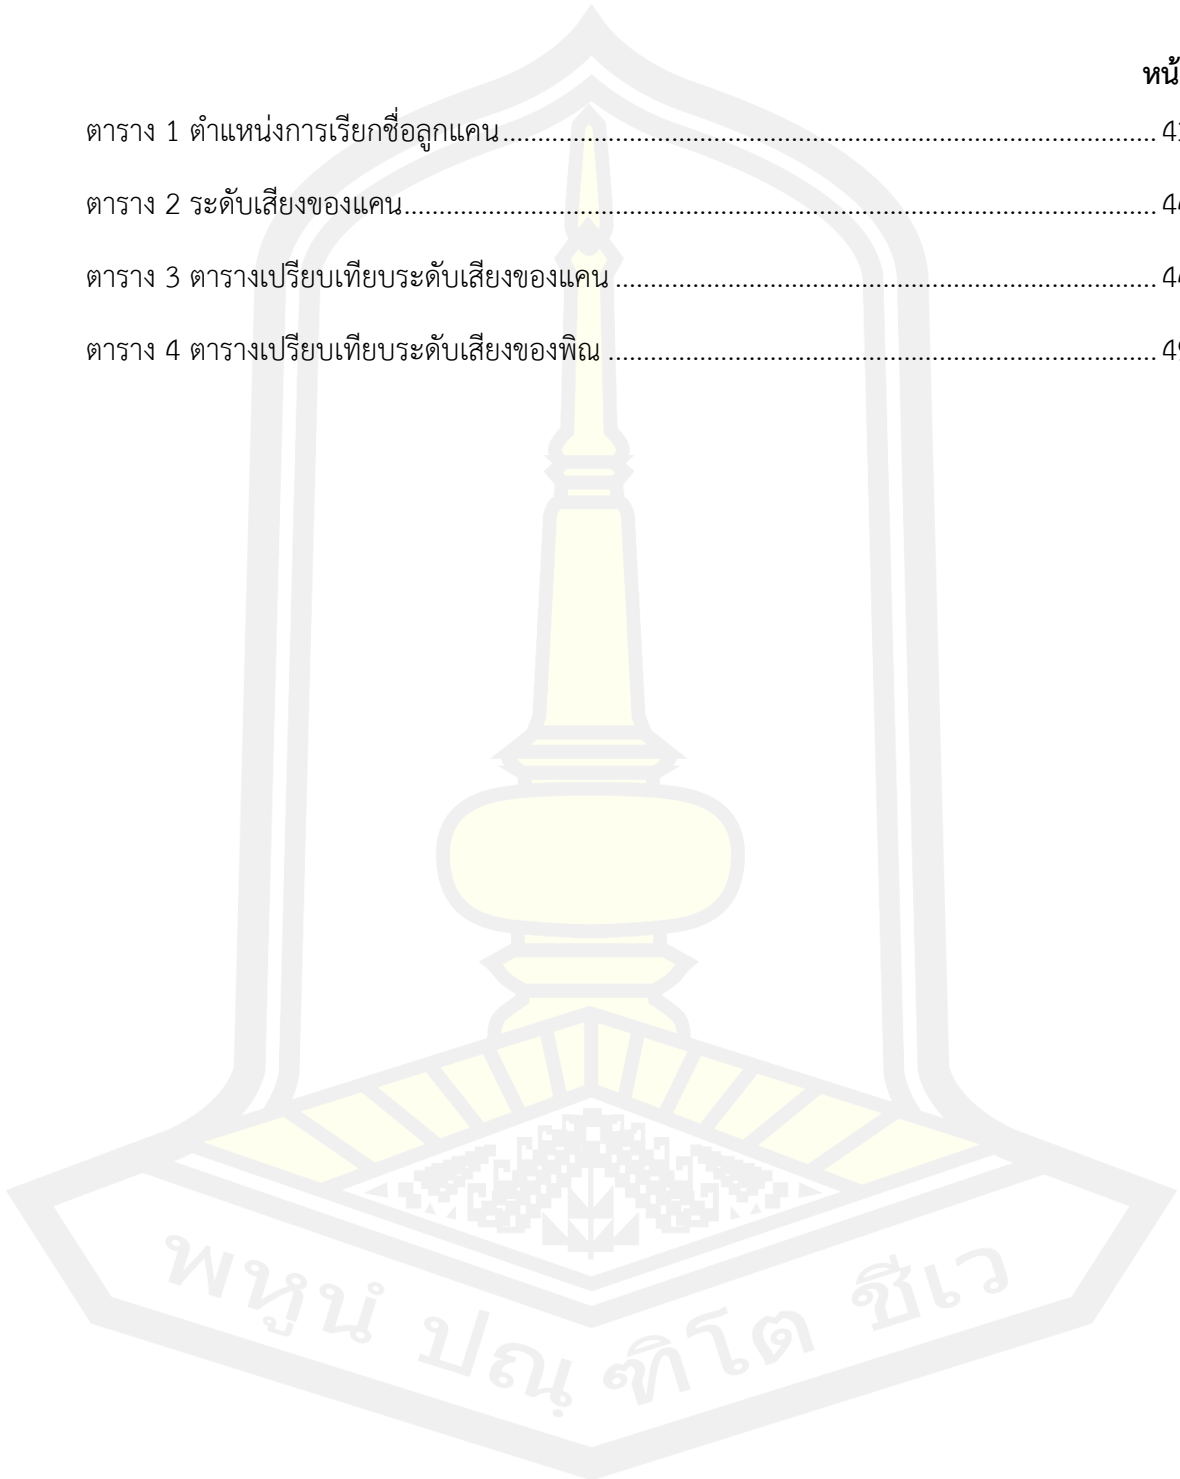 ตาราง 1 ตำแหน่งการเรียกชื่อลูกแคน
ตาราง 2 ระดับเสียงของแคน
ตาราง 3 ตารางเปรียบเทียบระดับเสียงของแคน
ตาราง 4 ตารางเปรียบเทียบระดับเสียงของพิณ
พหูนํ ปณฺฑิโต ชีเว